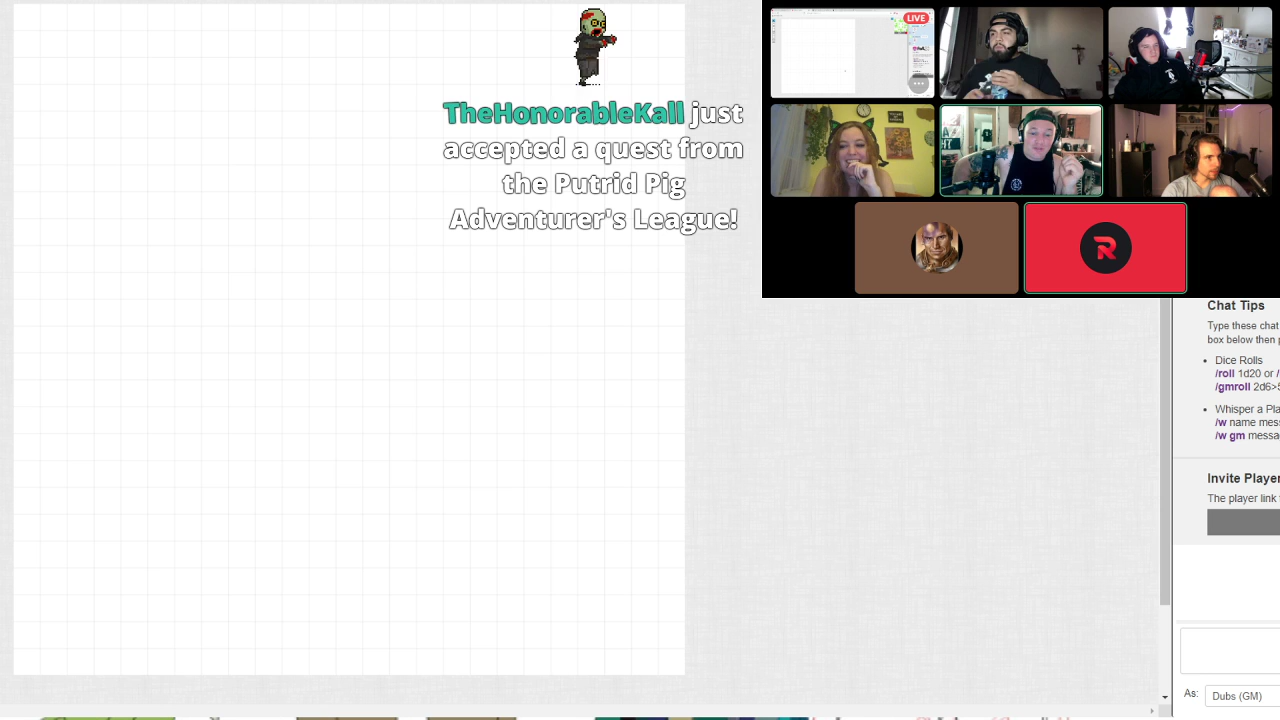 TheHonorableKall just
accepted a quest from
the Putrid Pig
Adventurer's League!
LIVE
R
Chat Tips
Type these chat
box below then p
• Dice Rolls
/roll 1d20 or /
/gmroll 2d6>5
• Whisper a Pla
/w name mess
/w gm messa
Invite Player
The player link
As:
Dubs (GM)